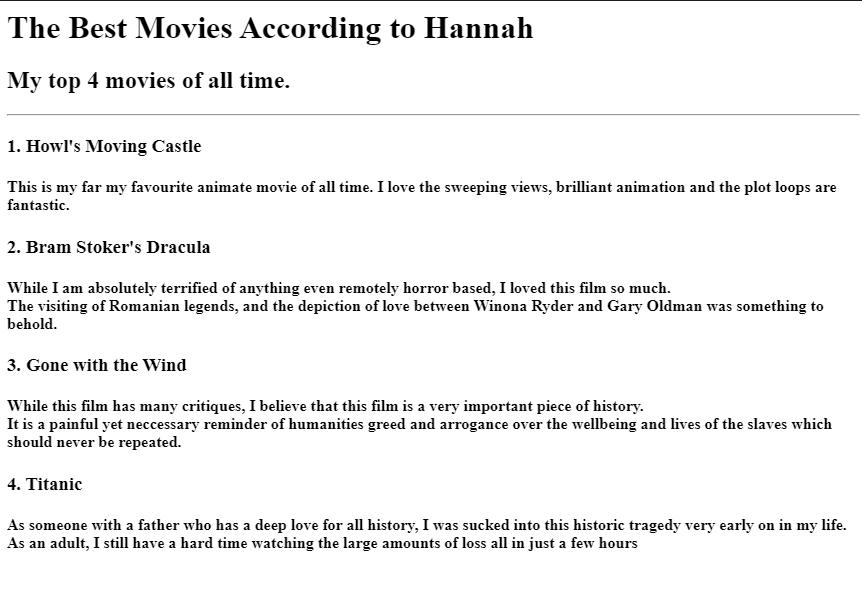 The Best Movies According to Hannah
My top 4 movies of all time.
1. Howl's Moving Castle
This is my far my favourite animate movie of all time. I love the sweeping views, brilliant animation and the plot loops are
fantastic.
2. Bram Stoker's Dracula
While I am absolutely terrified of anything even remotely horror based, I loved this film so much.
The visiting of Romanian legends, and the depiction of love between Winona Ryder and Gary Oldman was something to
behold.
3. Gone with the Wind
While this film has many critiques, I believe that this film is a very important piece of history.
It is a painful yet neccessary reminder of humanities greed and arrogance over the wellbeing and lives of the slaves which
should never be repeated.
4. Titanic
As someone with a father who has a deep love for all history, I was sucked into this historic tragedy very early on in my life.
As an adult, I still have a hard time watching the large amounts of loss all in just a few hours